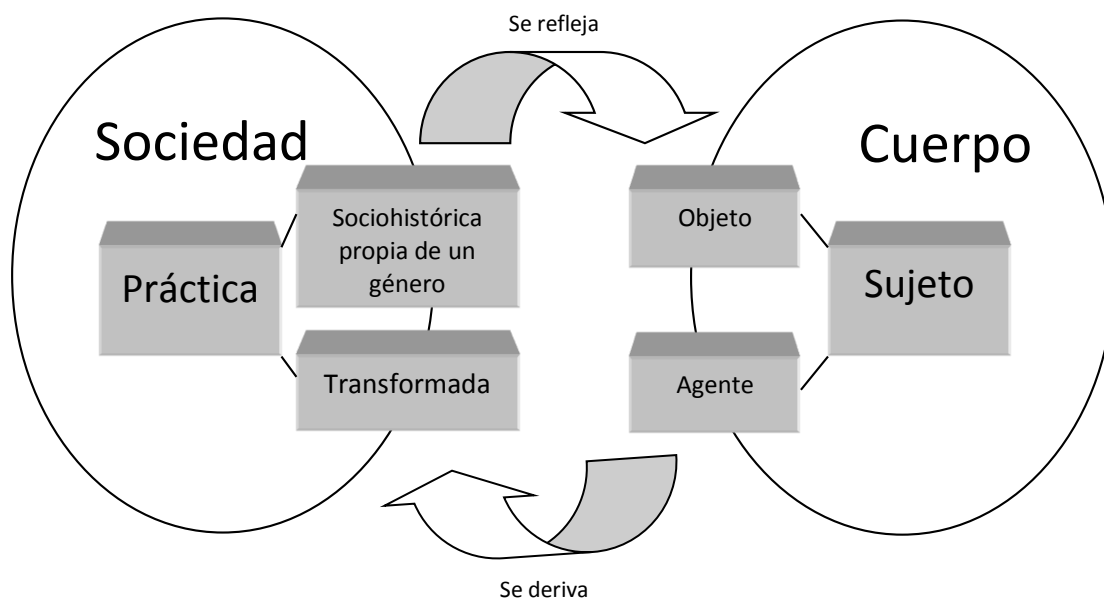 Se refleja
Sociedad
Cuerpo
Sociohistórica
propia de un
género
Objeto
Práctica
Sujeto
Transformada
Agente
Se deriva